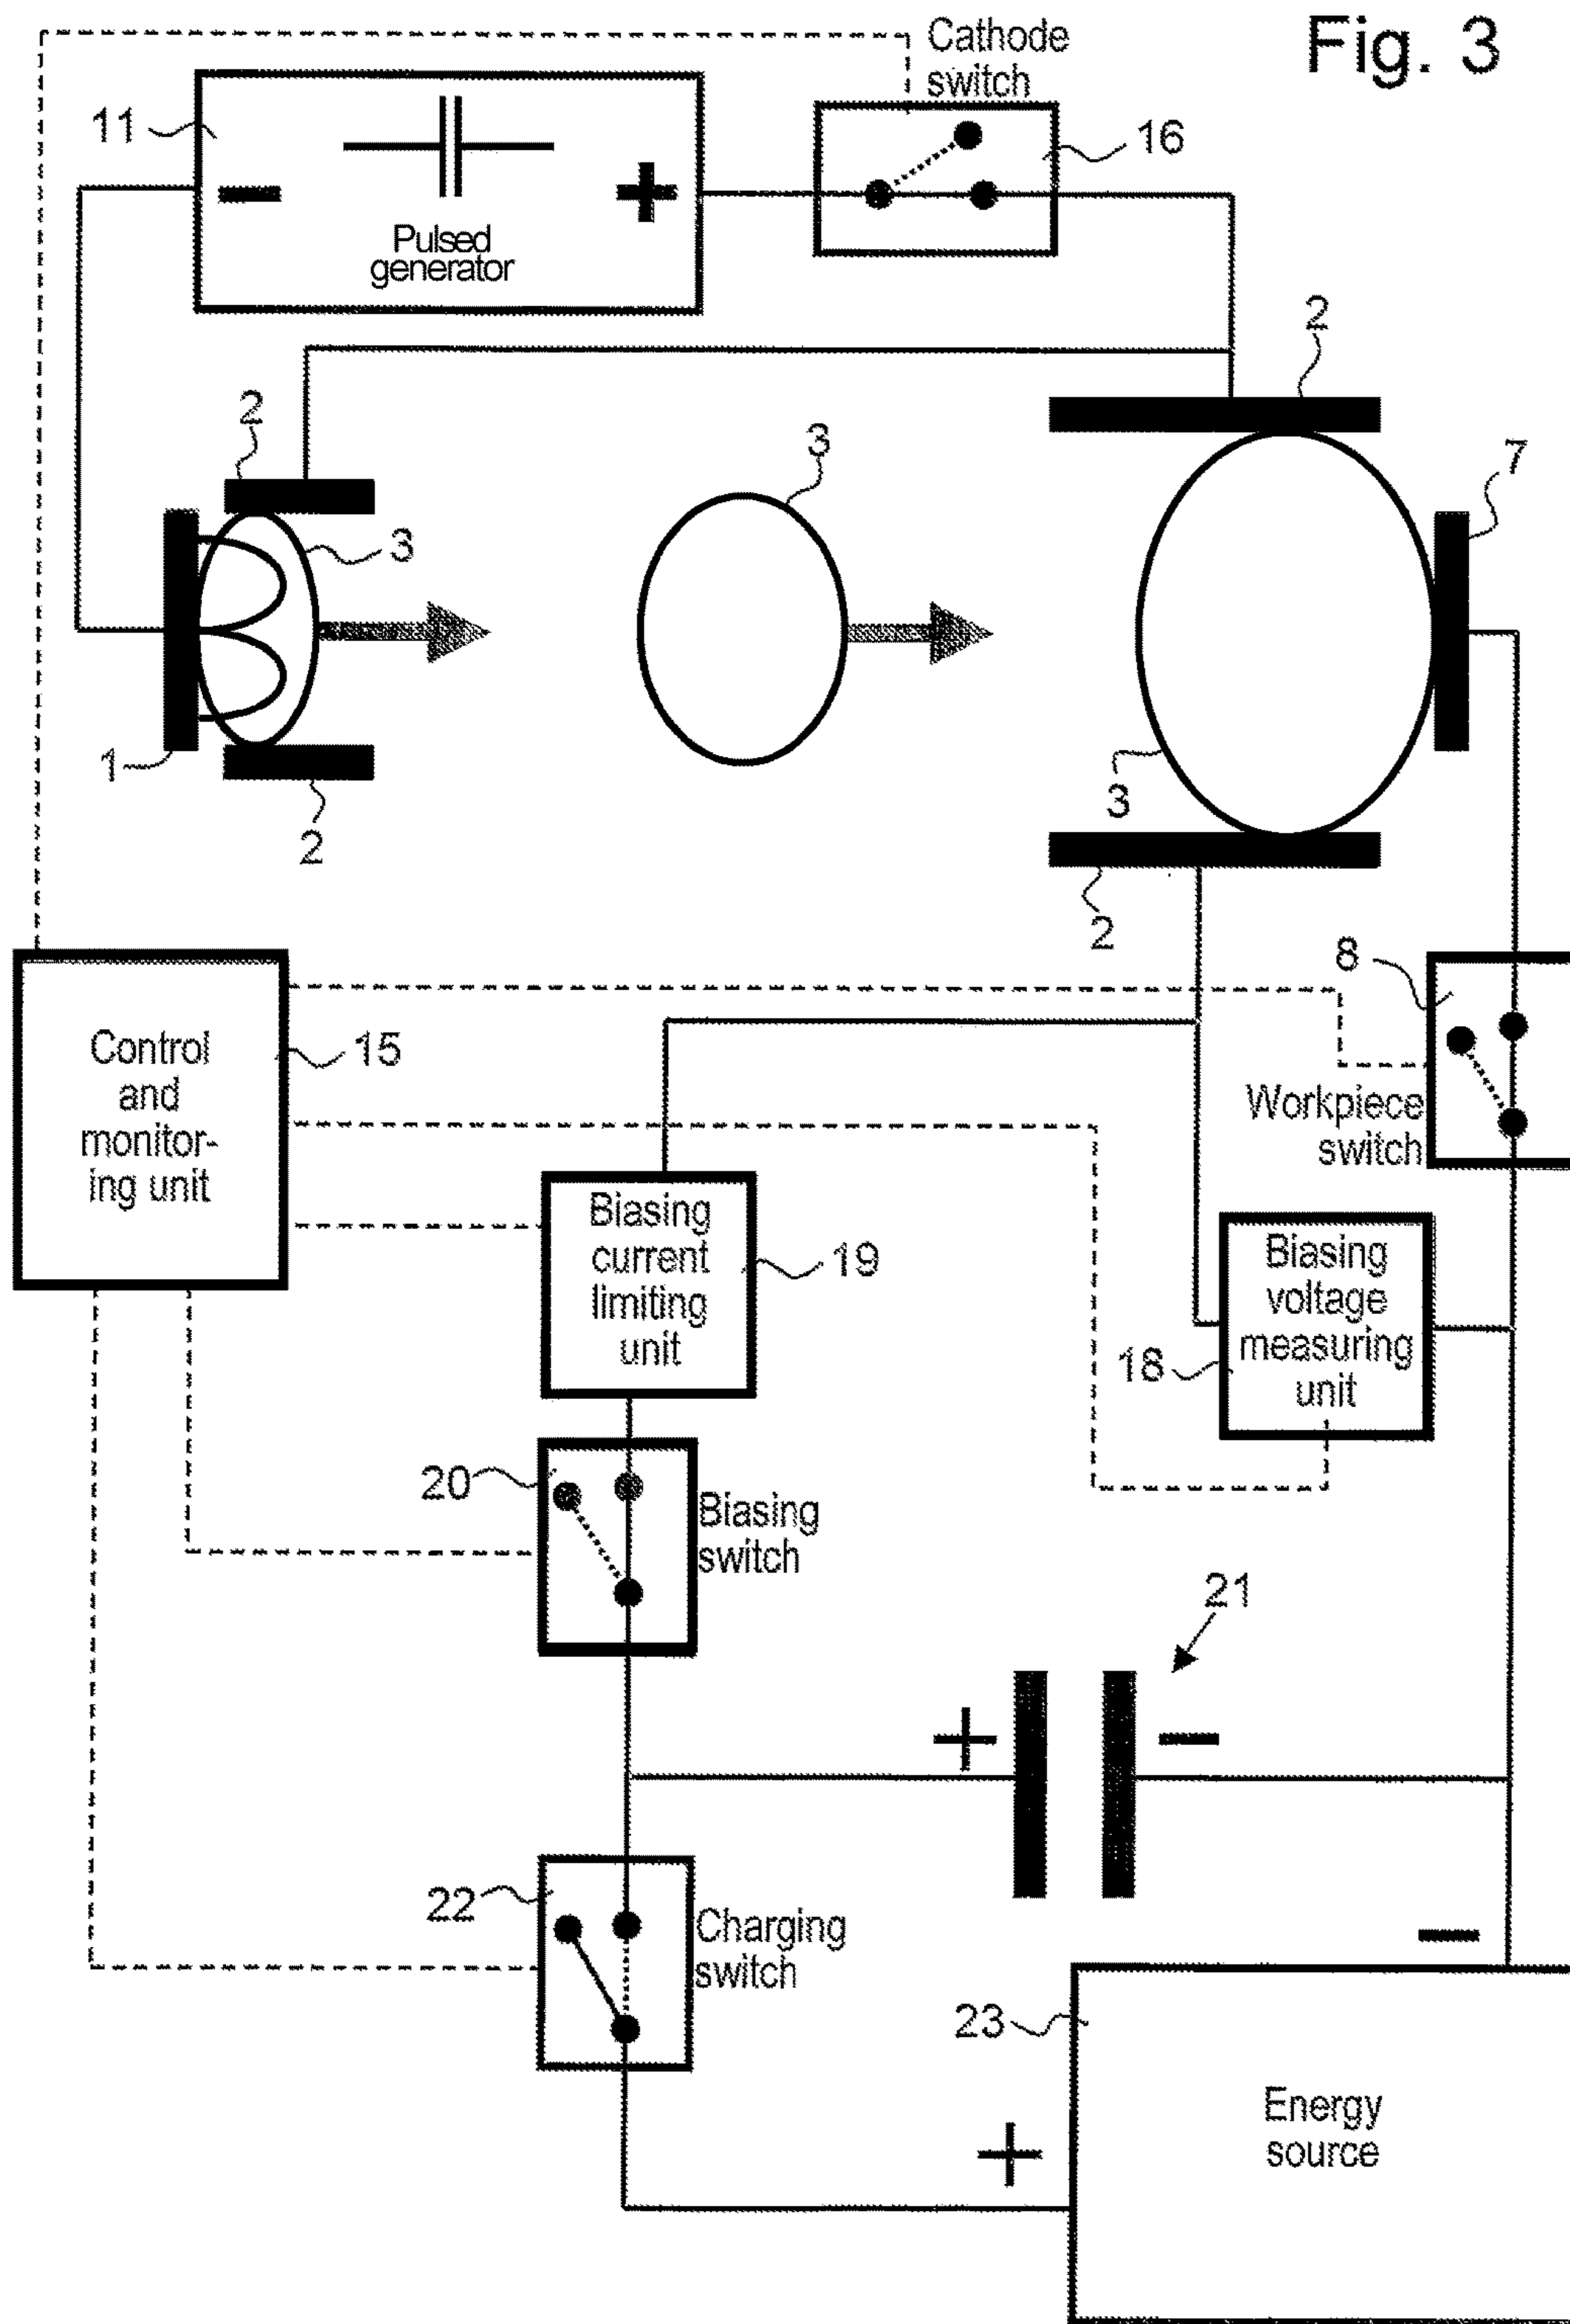 Fig. 3
Cathode
switch
11
16
−
+
Pulsed
generator
2
2
3
7
3
1
2
3
2
8
Control
and
monitor-
ing unit
15
Workpiece
switch
Biasing
current
limiting
unit
19
Biasing
voltage
measuring
unit
18
20
Biasing
switch
21
+
−
22
Charging
switch
−
23
Energy
source
+